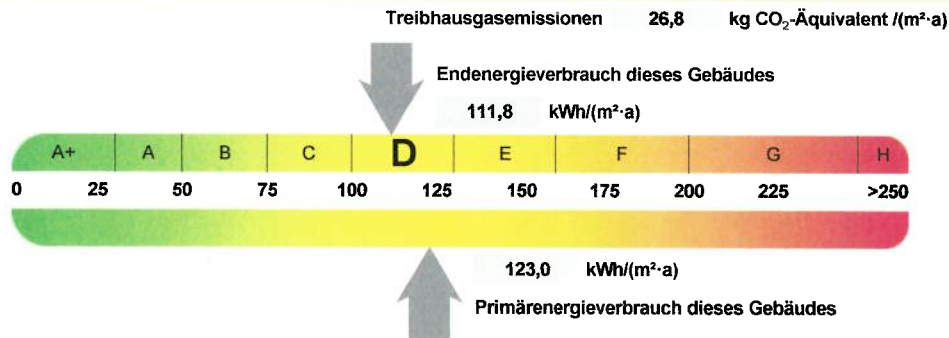 Treibhausgasemissionen 26,8 kg CO₂-Äquivalent /(m²·a)
Endenergieverbrauch dieses Gebäudes
111,8 kWh/(m²·a)
A+ A B C D E F G H
0 25 50 75 100 125 150 175 200 225 >250
123,0 kWh/(m²·a)
Primärenergieverbrauch dieses Gebäudes